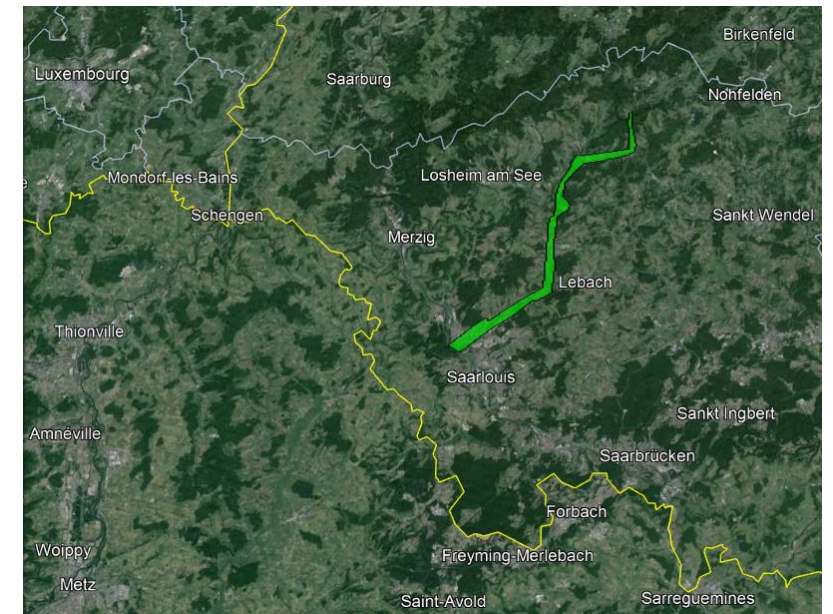 Birkenfeld
Luxembourg
Saarburg
Nohfelden
Losheim am See
Mondorf-les-Bains
Schengen
Sankt Wendel
Merzig
Lebach
Thionville
Saarlouis
Sankt Ingbert
Amnéville
Saarbrücken
Forbach
Woippy
Freyming-Merlebach
Metz
Saint-Avold
Sarreguemines